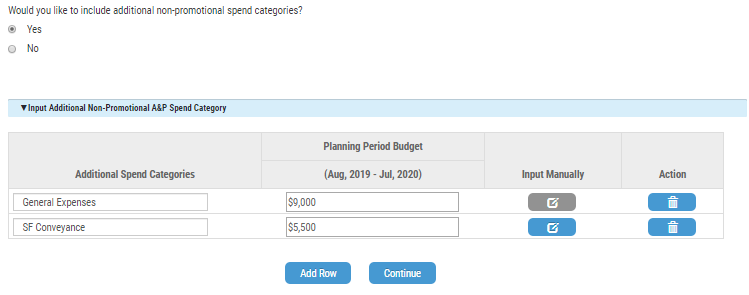 Would you like to include additional non-promotional spend categories?
Yes
No
▼Input Additional Non-Promotional A&P Spend Category
Planning Period Budget
Additional Spend Categories (Aug, 2019 - Jul, 2020) Input Manually Action
General Expenses $9,000
SF Conveyance $5,500
Add Row Continue